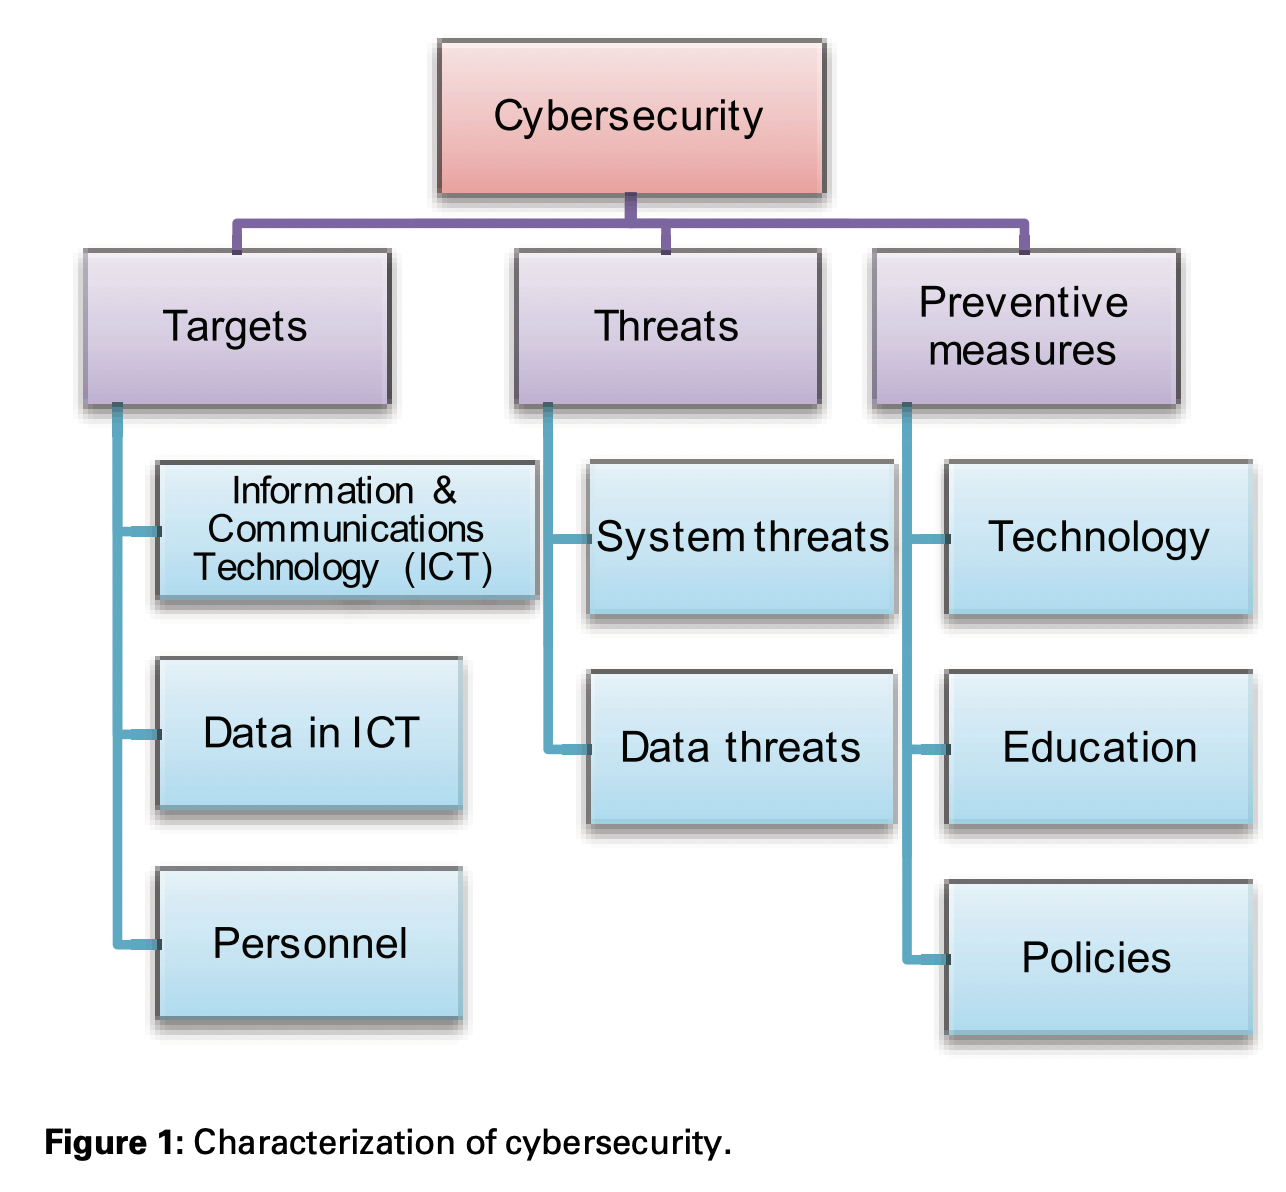 Cybersecurity
Targets
Threats
Preventive
measures
Information &
Communications
Technology (ICT)
System threats
Technology
Data in ICT
Data threats
Education
Personnel
Policies
Figure 1: Characterization of cybersecurity.